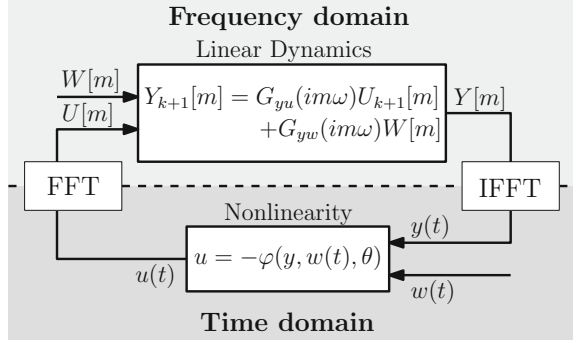 Frequency domain
Linear Dynamics
W[m]
U[m]
Y_{k+1}[m] = G_{yu}(imω)U_{k+1}[m]
+G_{yw}(imω)W[m]
Y[m]
FFT
IFFT
Nonlinearity
u = −φ(y, w(t), θ)
y(t)
u(t)
w(t)
Time domain